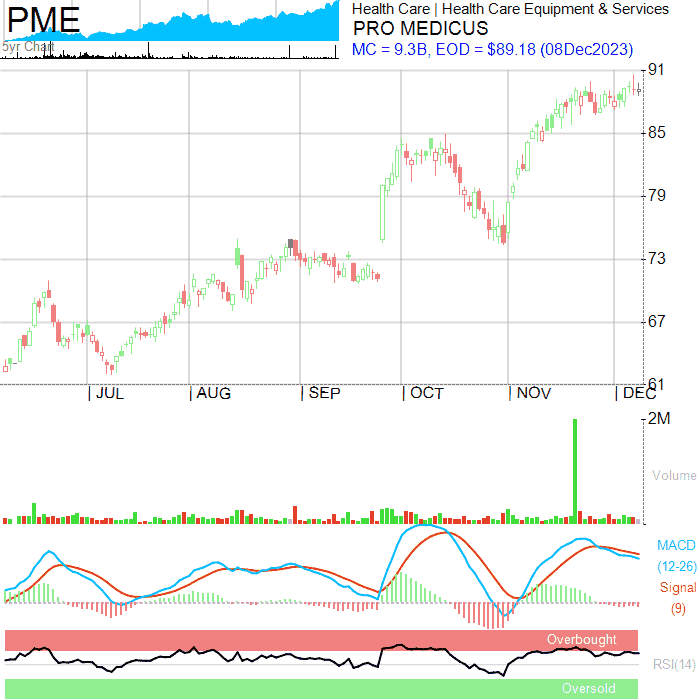 PME
5yr Chart
Health Care | Health Care Equipment & Services
PRO MEDICUS
MC = 9.3B, EOD = $89.18 (08Dec2023)
91
85
79
73
67
61
JUL
AUG
SEP
OCT
NOV
DEC
2M
Volume
MACD
(12-26)
Signal
(9)
Overbought
RSI(14)
Oversold